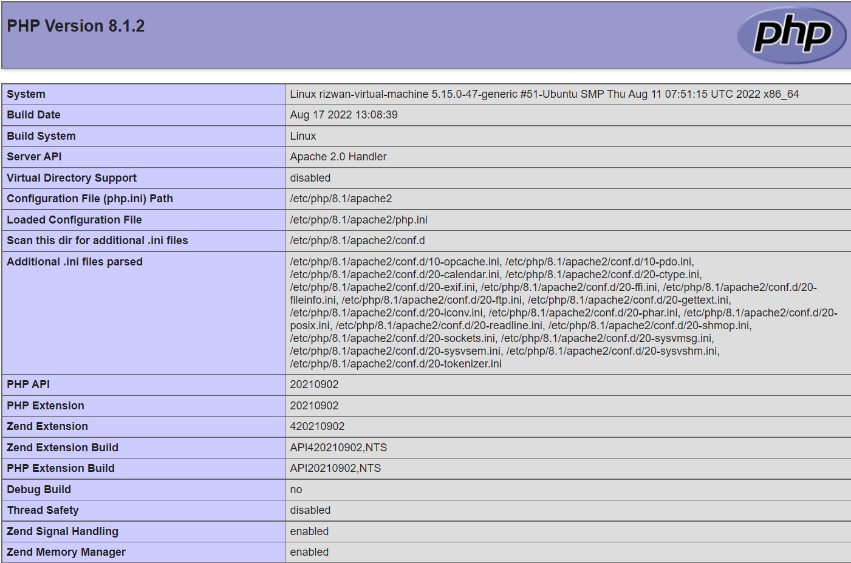 PHP Version 8.1.2
php
System Linux rizwan-virtual-machine 5.15.0-47-generic #51-Ubuntu SMP Thu Aug 11 07:51:15 UTC 2022 x86_64
Build Date Aug 17 2022 13:08:39
Build System Linux
Server API Apache 2.0 Handler
Virtual Directory Support disabled
Configuration File (php.ini) Path /etc/php/8.1/apache2
Loaded Configuration File /etc/php/8.1/apache2/php.ini
Scan this dir for additional .ini files /etc/php/8.1/apache2/conf.d
Additional .ini files parsed /etc/php/8.1/apache2/conf.d/10-opcache.ini, /etc/php/8.1/apache2/conf.d/10-pdo.ini,
/etc/php/8.1/apache2/conf.d/20-calendar.ini, /etc/php/8.1/apache2/conf.d/20-ctype.ini,
/etc/php/8.1/apache2/conf.d/20-exif.ini, /etc/php/8.1/apache2/conf.d/20-ffi.ini, /etc/php/8.1/apache2/conf.d/20-
fileinfo.ini, /etc/php/8.1/apache2/conf.d/20-ftp.ini, /etc/php/8.1/apache2/conf.d/20-gettext.ini,
/etc/php/8.1/apache2/conf.d/20-iconv.ini, /etc/php/8.1/apache2/conf.d/20-phar.ini, /etc/php/8.1/apache2/conf.d/20-
posix.ini, /etc/php/8.1/apache2/conf.d/20-readline.ini, /etc/php/8.1/apache2/conf.d/20-shmop.ini,
/etc/php/8.1/apache2/conf.d/20-sockets.ini, /etc/php/8.1/apache2/conf.d/20-sysvmsg.ini,
/etc/php/8.1/apache2/conf.d/20-sysvsem.ini, /etc/php/8.1/apache2/conf.d/20-sysvshm.ini,
/etc/php/8.1/apache2/conf.d/20-tokenizer.ini
PHP API 20210902
PHP Extension 20210902
Zend Extension 420210902
Zend Extension Build API420210902,NTS
PHP Extension Build API20210902,NTS
Debug Build no
Thread Safety disabled
Zend Signal Handling enabled
Zend Memory Manager enabled